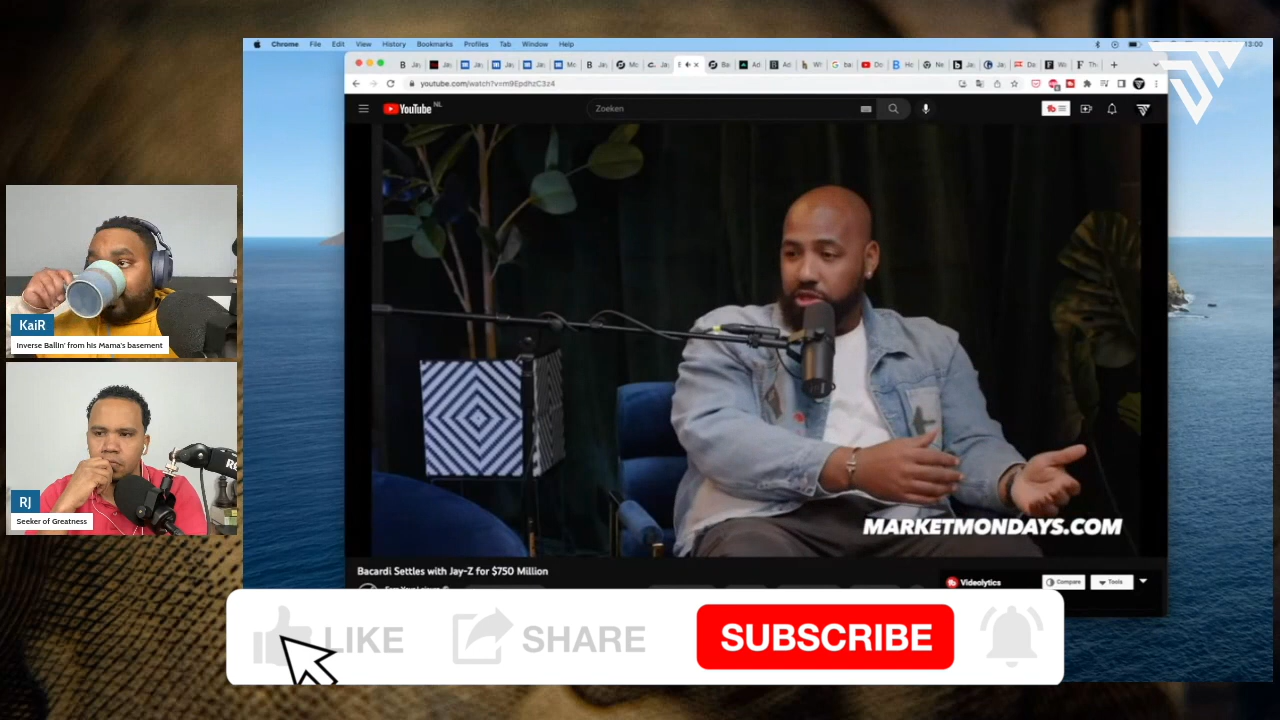 Chrome File Edit View History Bookmarks Profiles Tab Window Help
13:00
youtube.com/watch?v=m9EpdhzC3z4
YouTube NL
Zoeken
MARKETMONDAYS.COM
Bacardi Settles with Jay-Z for $750 Million
Videolytics
Compare
Tools
KaiR
Inverse Ballin' from his Mama's basement
RJ
Seeker of Greatness
LIKE
SHARE
SUBSCRIBE